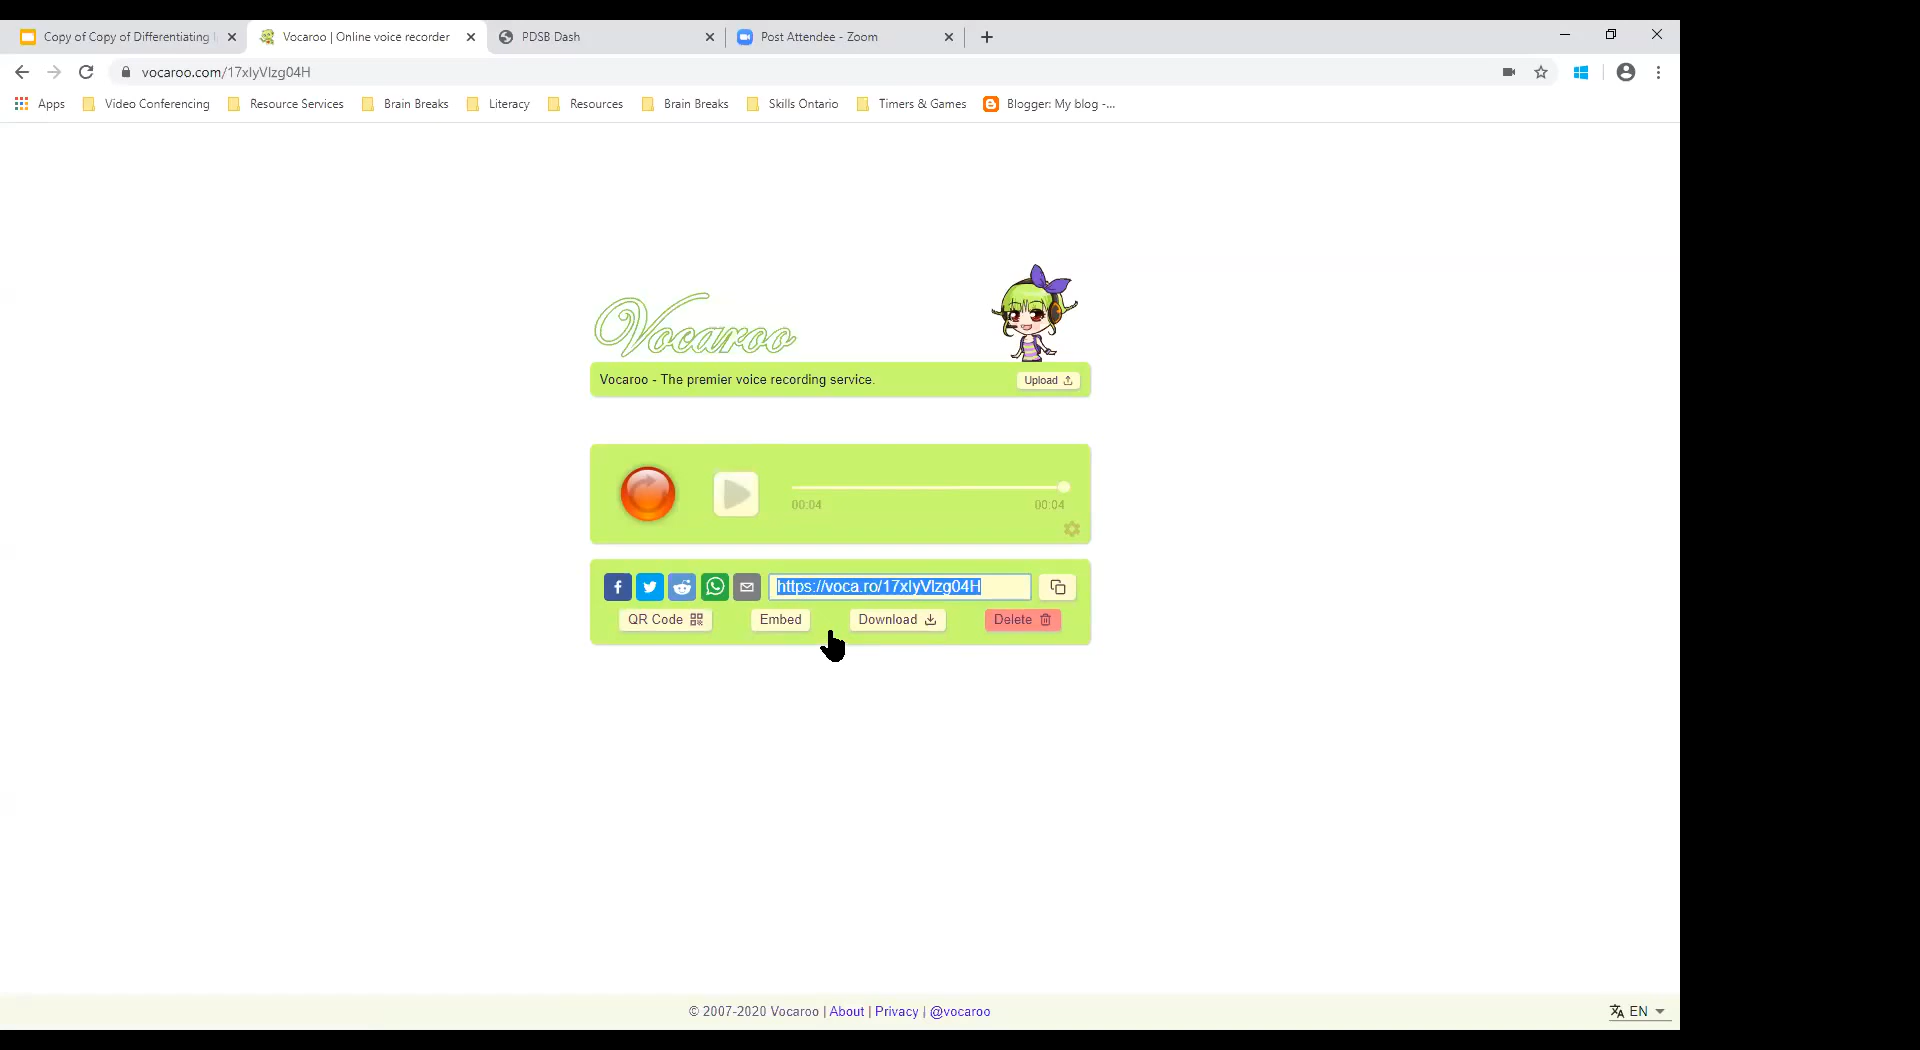 Copy of Copy of Differentiating
Vocaroo | Online voice recorder
PDSB Dash
Post Attendee - Zoom
vocaroo.com/17xIyVIzg04H
Apps
Video Conferencing
Resource Services
Brain Breaks
Literacy
Resources
Brain Breaks
Skills Ontario
Timers & Games
Blogger: My blog -...
Vocaroo
Vocaroo - The premier voice recording service.
Upload
00:04
00:04
https://voca.ro/17xIyVIzg04H
QR Code
Embed
Download
Delete
© 2007-2020 Vocaroo | About | Privacy | @vocaroo
EN